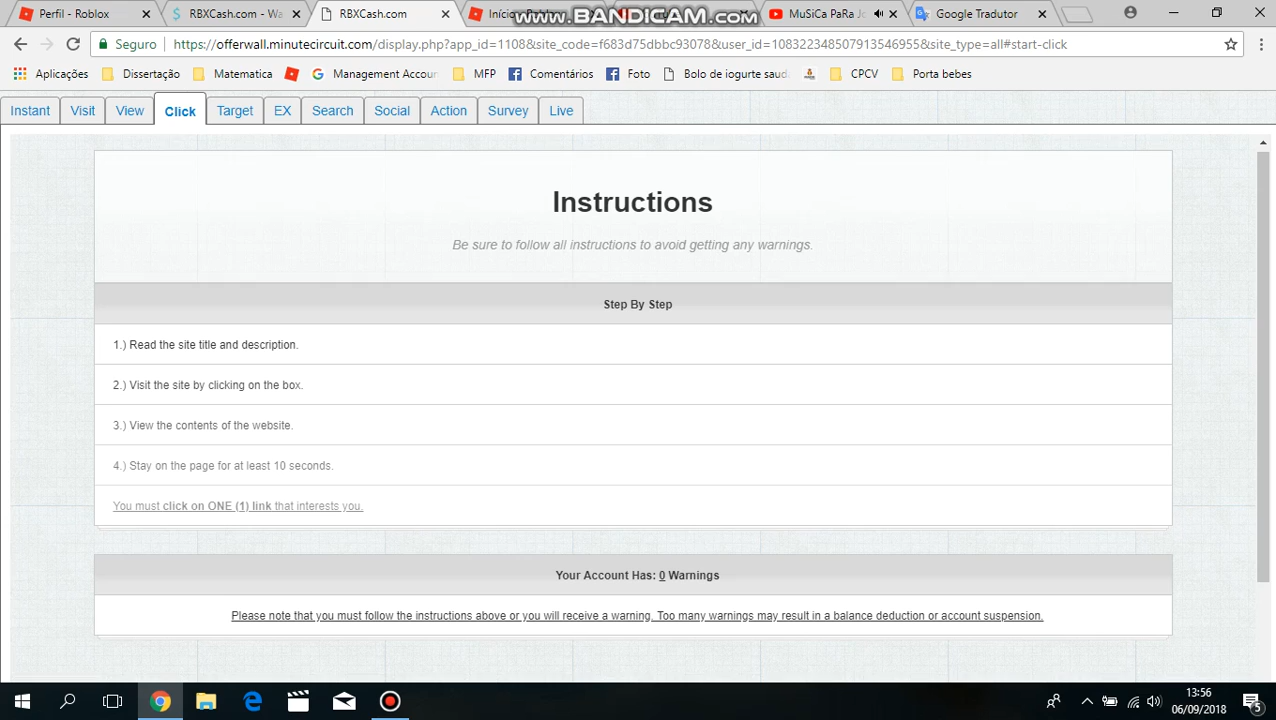 Perfil - Roblox
RBXCash.com - Wa
RBXCash.com
Início - Roblox
www.BANDICAM.com
MuSiCa PaRa Jo
Google Tradutor
Seguro
https://offerwall.minutecircuit.com/display.php?app_id=1108&site_code=f683d75dbbc93078&user_id=108322348507913546955&site_type=all#start-click
Aplicações
Dissertação
Matematica
Management Accoun
MFP
Comentários
Foto
Bolo de iogurte saud
CPCV
Porta bebes
Instant
Visit
View
Click
Target
EX
Search
Social
Action
Survey
Live
Instructions
Be sure to follow all instructions to avoid getting any warnings.
Step By Step
1.) Read the site title and description.
2.) Visit the site by clicking on the box.
3.) View the contents of the website.
4.) Stay on the page for at least 10 seconds.
You must click on ONE (1) link that interests you.
Your Account Has: 0 Warnings
Please note that you must follow the instructions above or you will receive a warning. Too many warnings may result in a balance deduction or account suspension.
13:56
06/09/2018
5